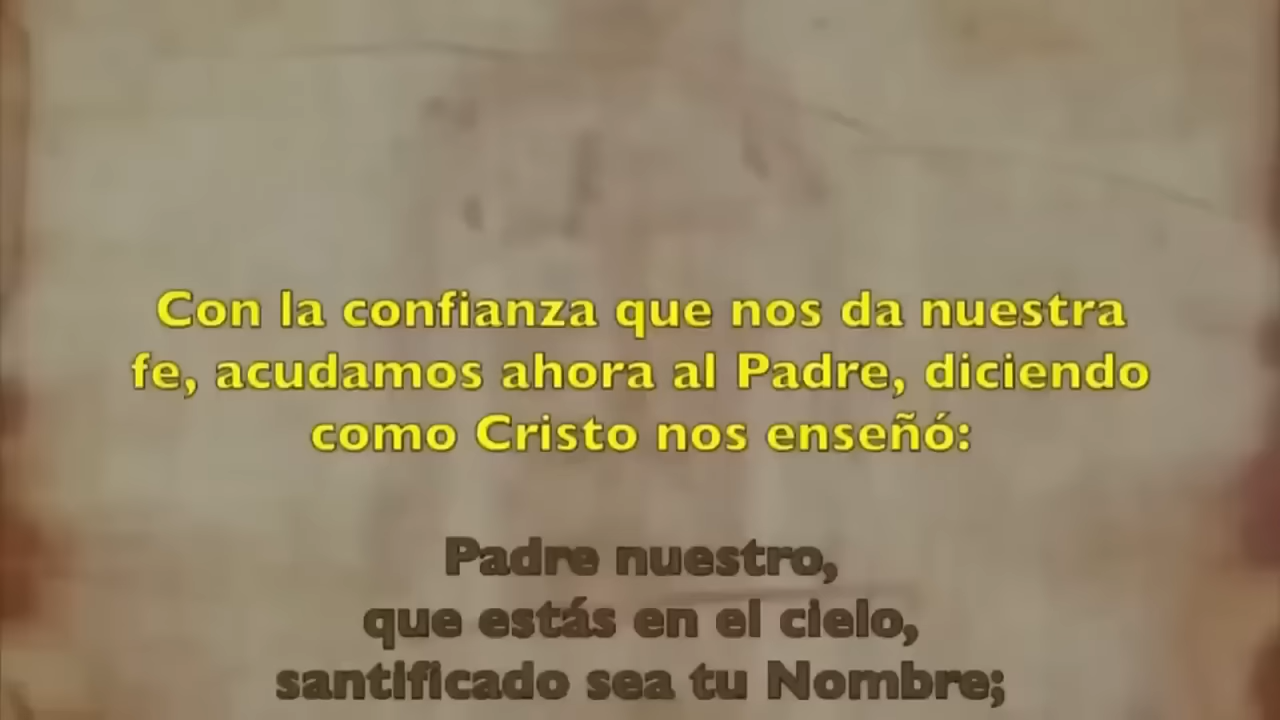 Con la confianza que nos da nuestra
fe, acudamos ahora al Padre, diciendo
como Cristo nos enseñó:
Padre nuestro,
que estás en el cielo,
santificado sea tu Nombre;